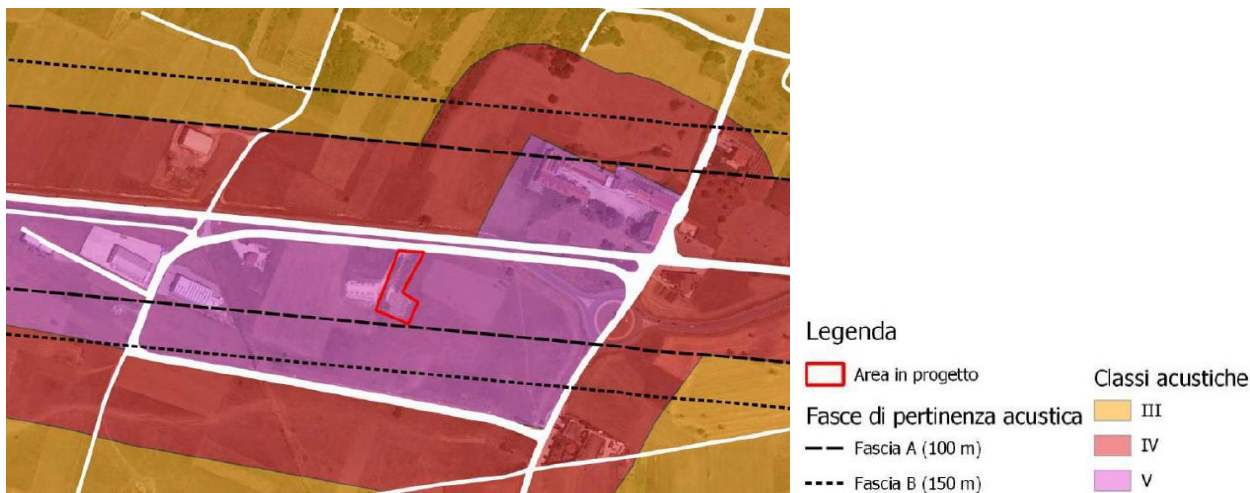 Legenda
Area in progetto
Fasce di pertinenza acustica
Fascia A (100 m)
Fascia B (150 m)
Classi acustiche
III
IV
V